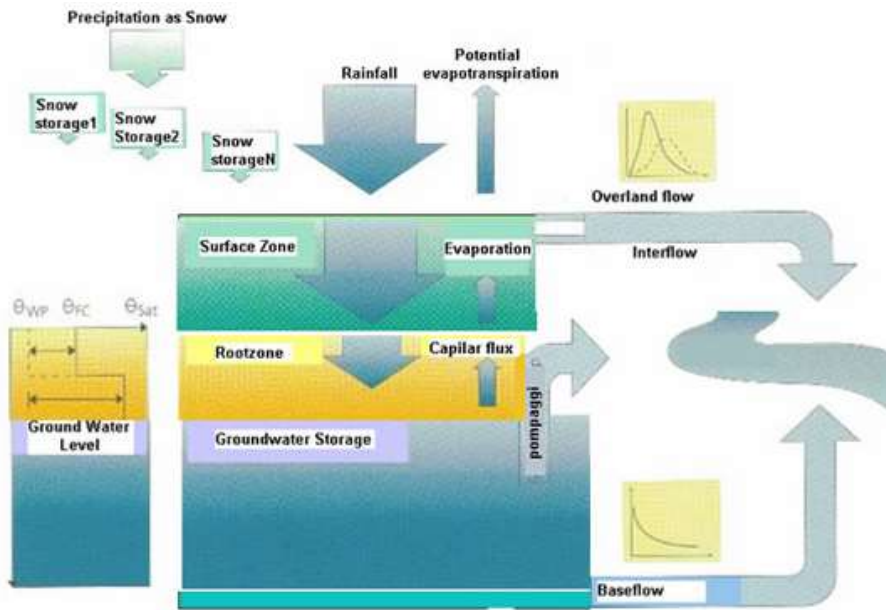 Precipitation as Snow
Snow
storage1
Snow
Storage2
Snow
storageN
Rainfall
Potential
evapotranspiration
Overland flow
Interflow
Surface Zone
Evaporation
θWP
θFC
θSat
Rootzone
Capilar flux
pompaggi
Ground Water
Level
Groundwater Storage
Baseflow